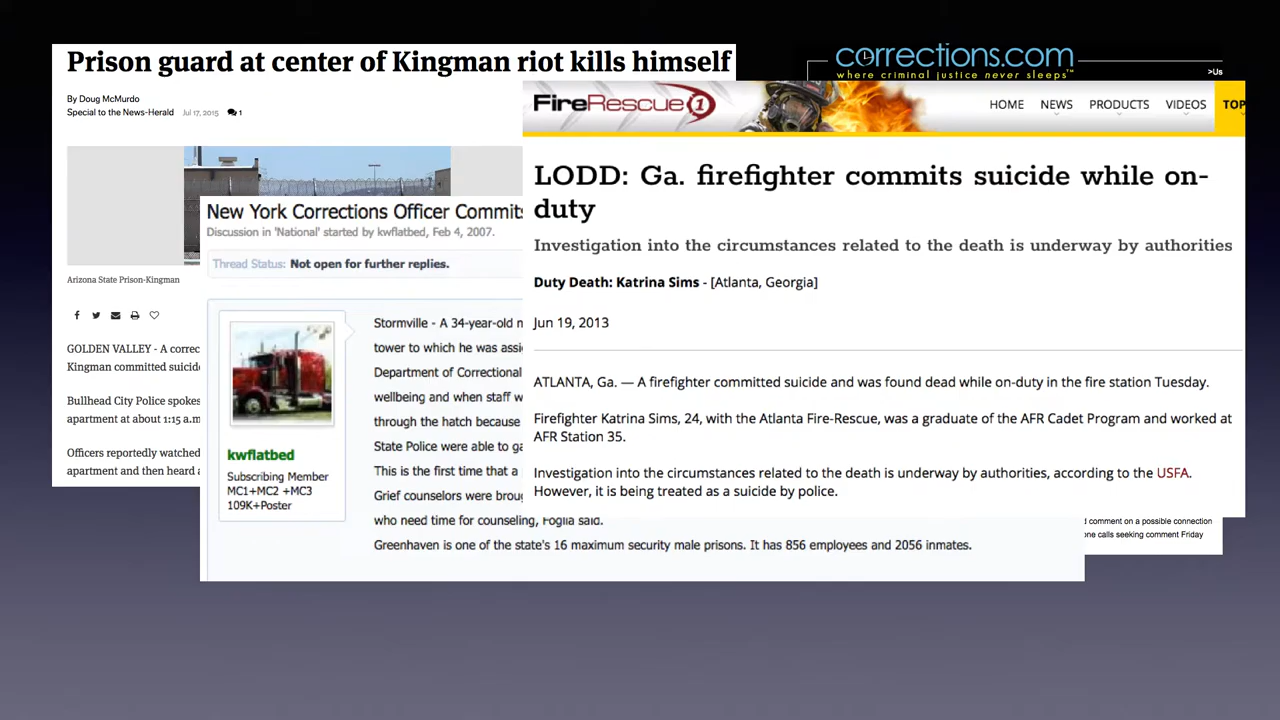 Prison guard at center of Kingman riot kills himself
By Doug McMurdo
Special to the News-Herald Jul 17, 2015 1
Arizona State Prison-Kingman
GOLDEN VALLEY - A
Kingman committed
Bullhead City Police
apartment at about 1:15 a.m
Officers reportedly watched
apartment and then heard
corrections.com
where criminal justice never sleeps™
>Us
New York Corrections Officer
Discussion in 'National' started by kwflatbed, Feb 4, 2007.
Thread Status: Not open for further replies.
kwflatbed
Subscribing Member
MC1+MC2 +MC3
109K+Poster
Stormville - A 34-year-old
tower to which he was
Department of Correctional
wellbeing and when staff
through the hatch because
State Police were able to
This is the first time that a
Grief counselors were
who need time for counseling, Foglia said.
Greenhaven is one of the state's 16 maximum security male prisons. It has 856 employees and 2056 inmates.
FireRescue1
HOME NEWS PRODUCTS VIDEOS TOP
LODD: Ga. firefighter commits suicide while on-
duty
Investigation into the circumstances related to the death is underway by authorities
Duty Death: Katrina Sims - [Atlanta, Georgia]
Jun 19, 2013
ATLANTA, Ga. — A firefighter committed suicide and was found dead while on-duty in the fire station Tuesday.
Firefighter Katrina Sims, 24, with the Atlanta Fire-Rescue, was a graduate of the AFR Cadet Program and worked at
AFR Station 35.
Investigation into the circumstances related to the death is underway by authorities, according to the USFA.
However, it is being treated as a suicide by police.
comment on a possible connection
calls seeking comment Friday